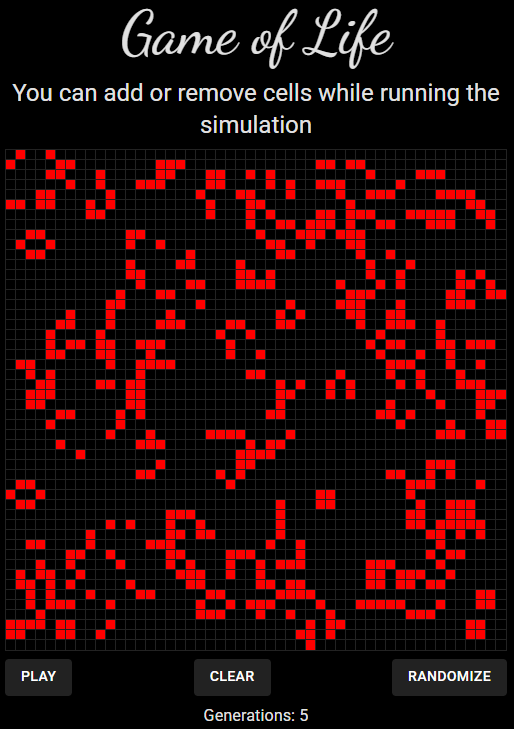 Game of Life
You can add or remove cells while running the
simulation
PLAY
CLEAR
RANDOMIZE
Generations: 5